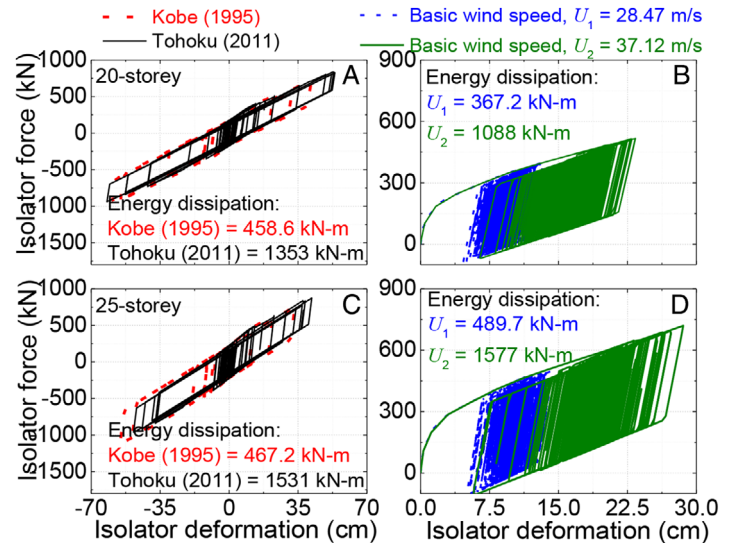 Kobe (1995)
Tohoku (2011)
Basic wind speed, U1 = 28.47 m/s
Basic wind speed, U2 = 37.12 m/s
Isolator force (kN)
1000
500
0
-500
1000
1500
20-storey
A
Energy dissipation:
Kobe (1995) = 458.6 kN-m
Tohoku (2011) = 1353 kN-m
900
600
300
0
Energy dissipation:
U1 = 367.2 kN-m
U2 = 1088 kN-m
B
Isolator force (kN)
1000
500
0
-500
1000
1500
25-storey
C
Energy dissipation:
Kobe (1995) = 467.2 kN-m
Tohoku (2011) = 1531 kN-m
-70 -35 0 35 70
Isolator deformation (cm)
900
600
300
0
Energy dissipation:
U1 = 489.7 kN-m
U2 = 1577 kN-m
D
0.0 7.5 15.0 22.5 30.0
Isolator deformation (cm)